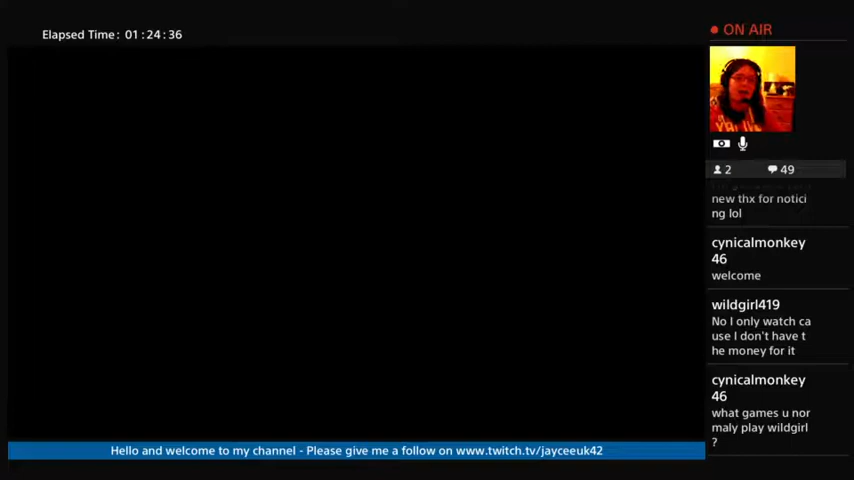 Elapsed Time: 01:24:36
ON AIR
2 49
new thx for notici
ng lol
cynicalmonkey
46
welcome
wildgirl419
No I only watch ca
use I don't have t
he money for it
cynicalmonkey
46
what games u nor
maly play wildgirl
?
Hello and welcome to my channel - Please give me a follow on www.twitch.tv/jayceeuk42